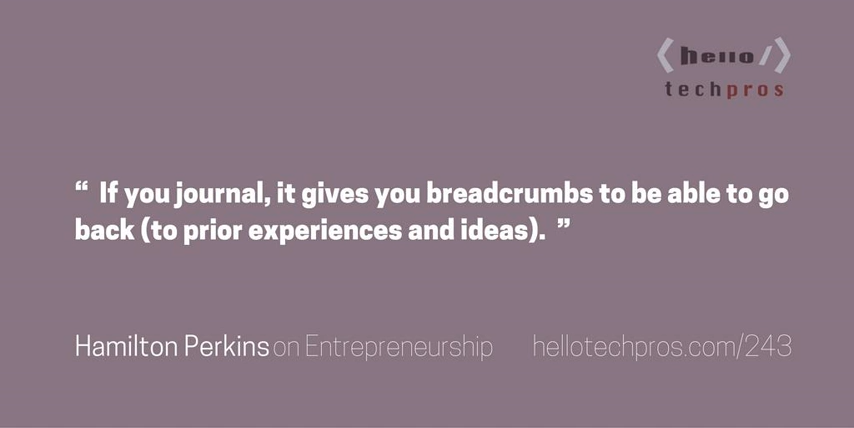 hello
techpros
“ If you journal, it gives you breadcrumbs to be able to go
back (to prior experiences and ideas). ”
Hamilton Perkins on Entrepreneurship hellotechpros.com/243